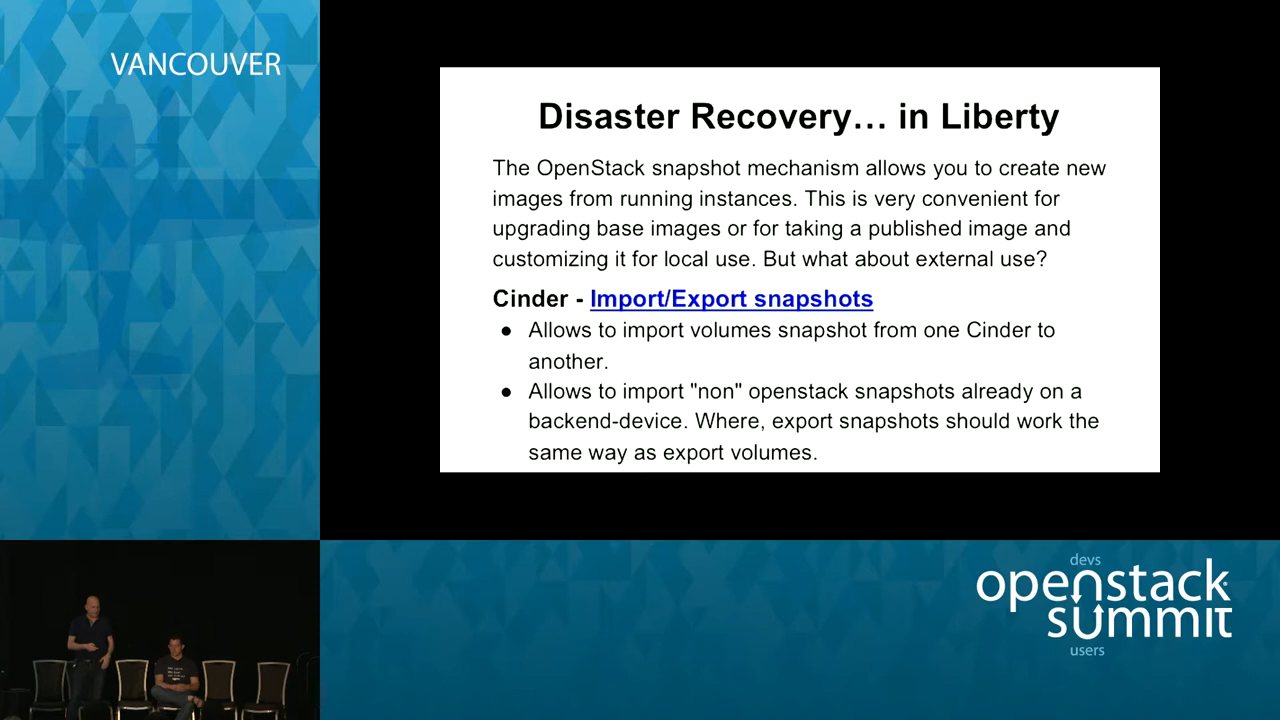 VANCOUVER
Disaster Recovery… in Liberty
The OpenStack snapshot mechanism allows you to create new
images from running instances. This is very convenient for
upgrading base images or for taking a published image and
customizing it for local use. But what about external use?
Cinder - Import/Export snapshots
● Allows to import volumes snapshot from one Cinder to
another.
● Allows to import "non" openstack snapshots already on a
backend-device. Where, export snapshots should work the
same way as export volumes.
devs
openstack
summit
users